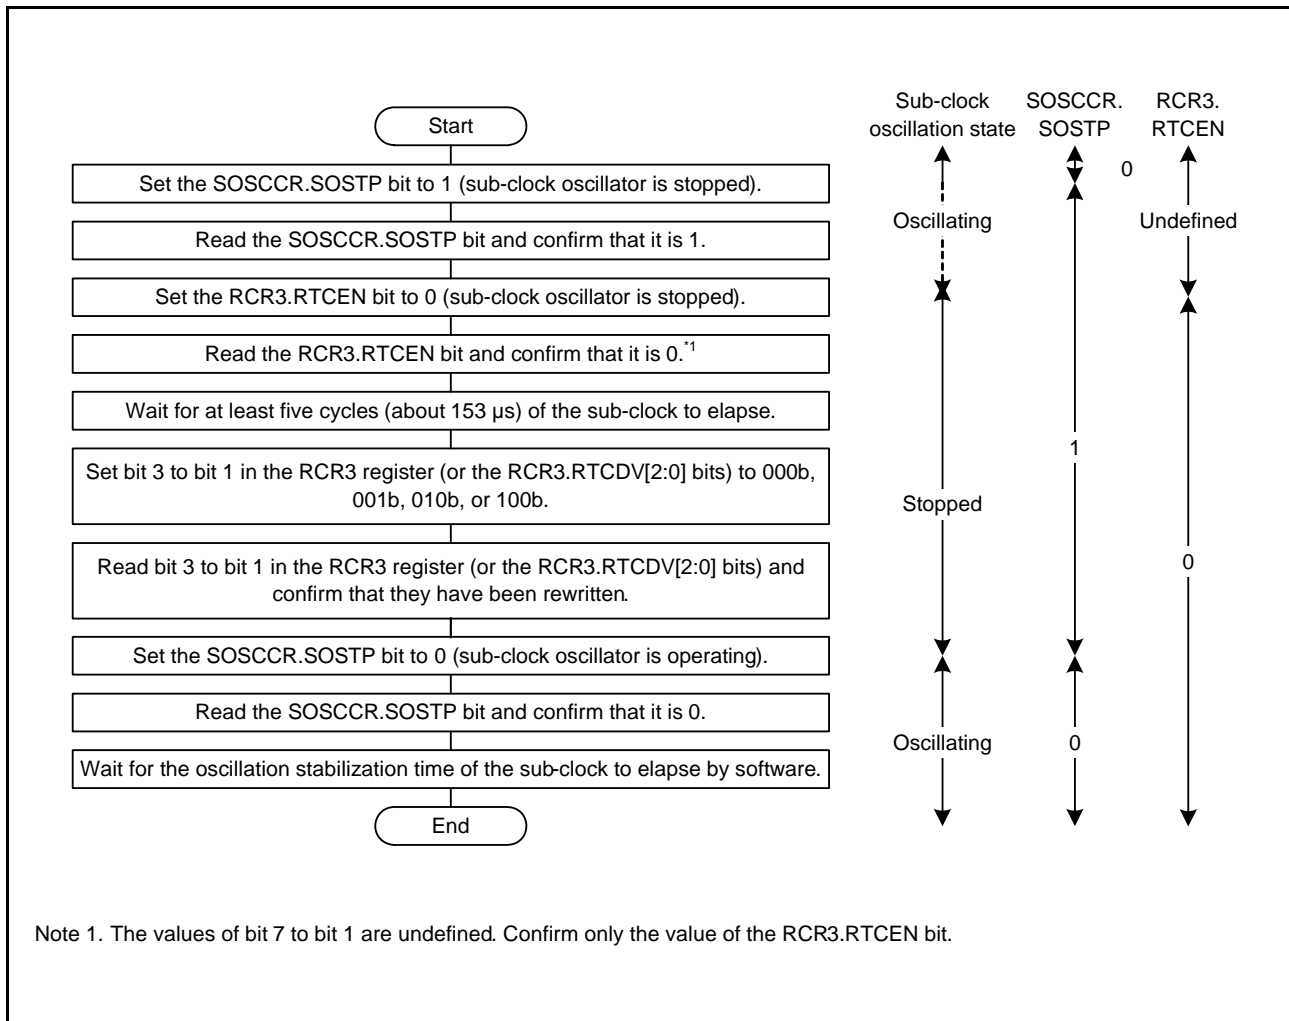 Start
Set the SOSCCR.SOSTP bit to 1 (sub-clock oscillator is stopped).
Read the SOSCCR.SOSTP bit and confirm that it is 1.
Set the RCR3.RTCEN bit to 0 (sub-clock oscillator is stopped).
Read the RCR3.RTCEN bit and confirm that it is 0.*1
Wait for at least five cycles (about 153 μs) of the sub-clock to elapse.
Set bit 3 to bit 1 in the RCR3 register (or the RCR3.RTCDV[2:0] bits) to 000b,
001b, 010b, or 100b.
Read bit 3 to bit 1 in the RCR3 register (or the RCR3.RTCDV[2:0] bits) and
confirm that they have been rewritten.
Set the SOSCCR.SOSTP bit to 0 (sub-clock oscillator is operating).
Read the SOSCCR.SOSTP bit and confirm that it is 0.
Wait for the oscillation stabilization time of the sub-clock to elapse by software.
End
Sub-clock
oscillation state
Oscillating
Stopped
Oscillating
SOSCCR.
SOSTP
0
1
0
RCR3.
RTCEN
Undefined
0
Note 1. The values of bit 7 to bit 1 are undefined. Confirm only the value of the RCR3.RTCEN bit.